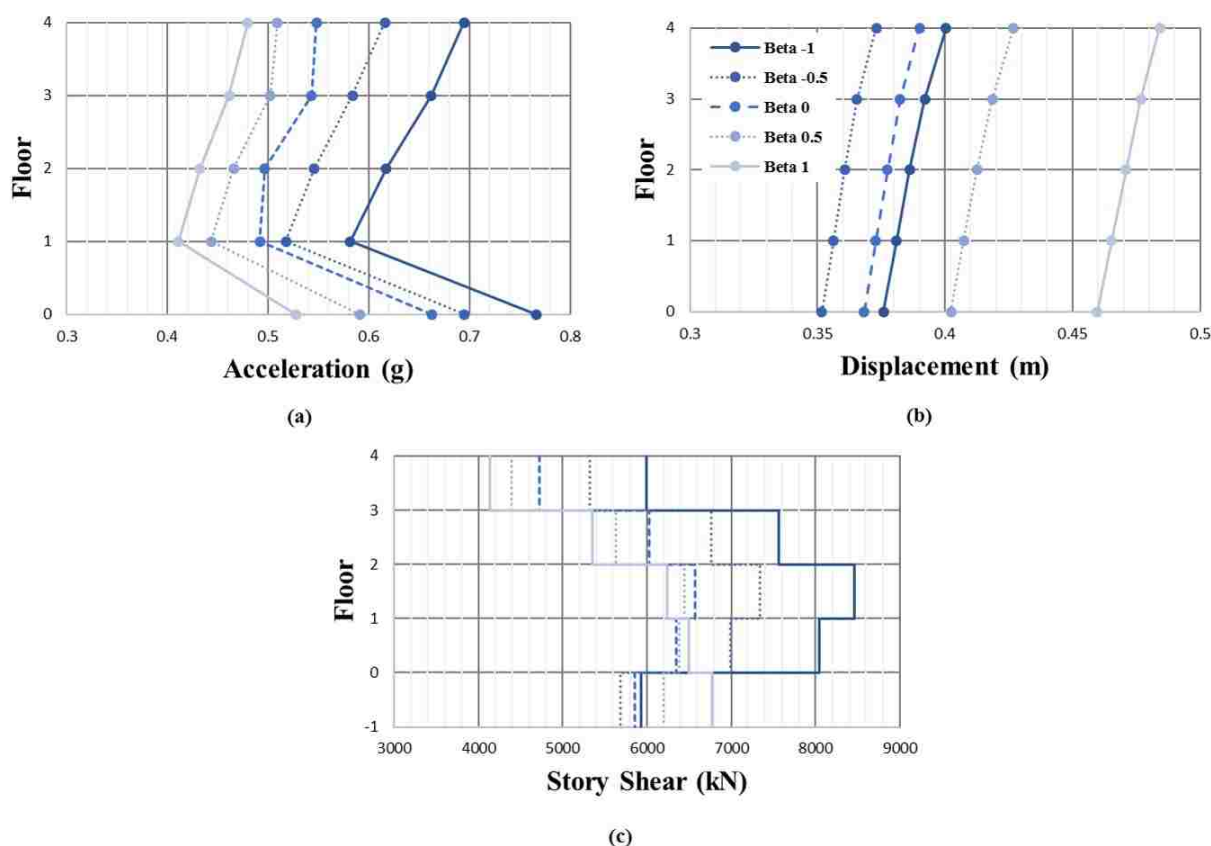 4
3
2
1
0
Floor
0.3 0.4 0.5 0.6 0.7 0.8
Acceleration (g)
(a)
4
3
2
1
0
Floor
Beta -1
Beta -0.5
Beta 0
Beta 0.5
Beta 1
0.3 0.35 0.4 0.45 0.5
Displacement (m)
(b)
4
3
2
1
0
-1
Floor
3000 4000 5000 6000 7000 8000 9000
Story Shear (kN)
(c)